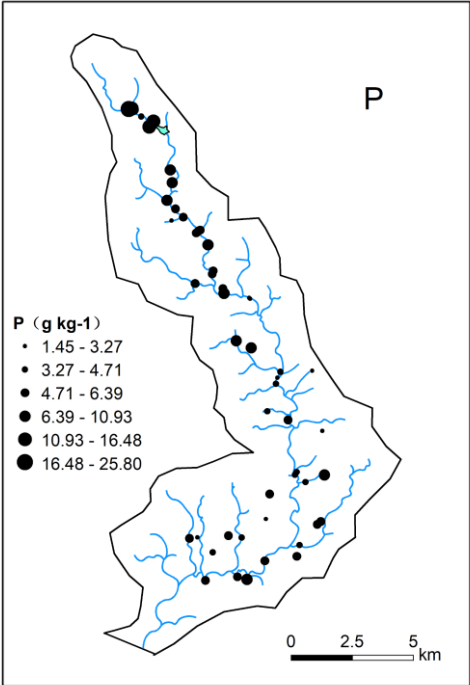 P
P（g kg-1)
1.45 - 3.27
3.27 - 4.71
4.71 - 6.39
6.39 - 10.93
10.93 - 16.48
16.48 - 25.80
0 2.5 5
km